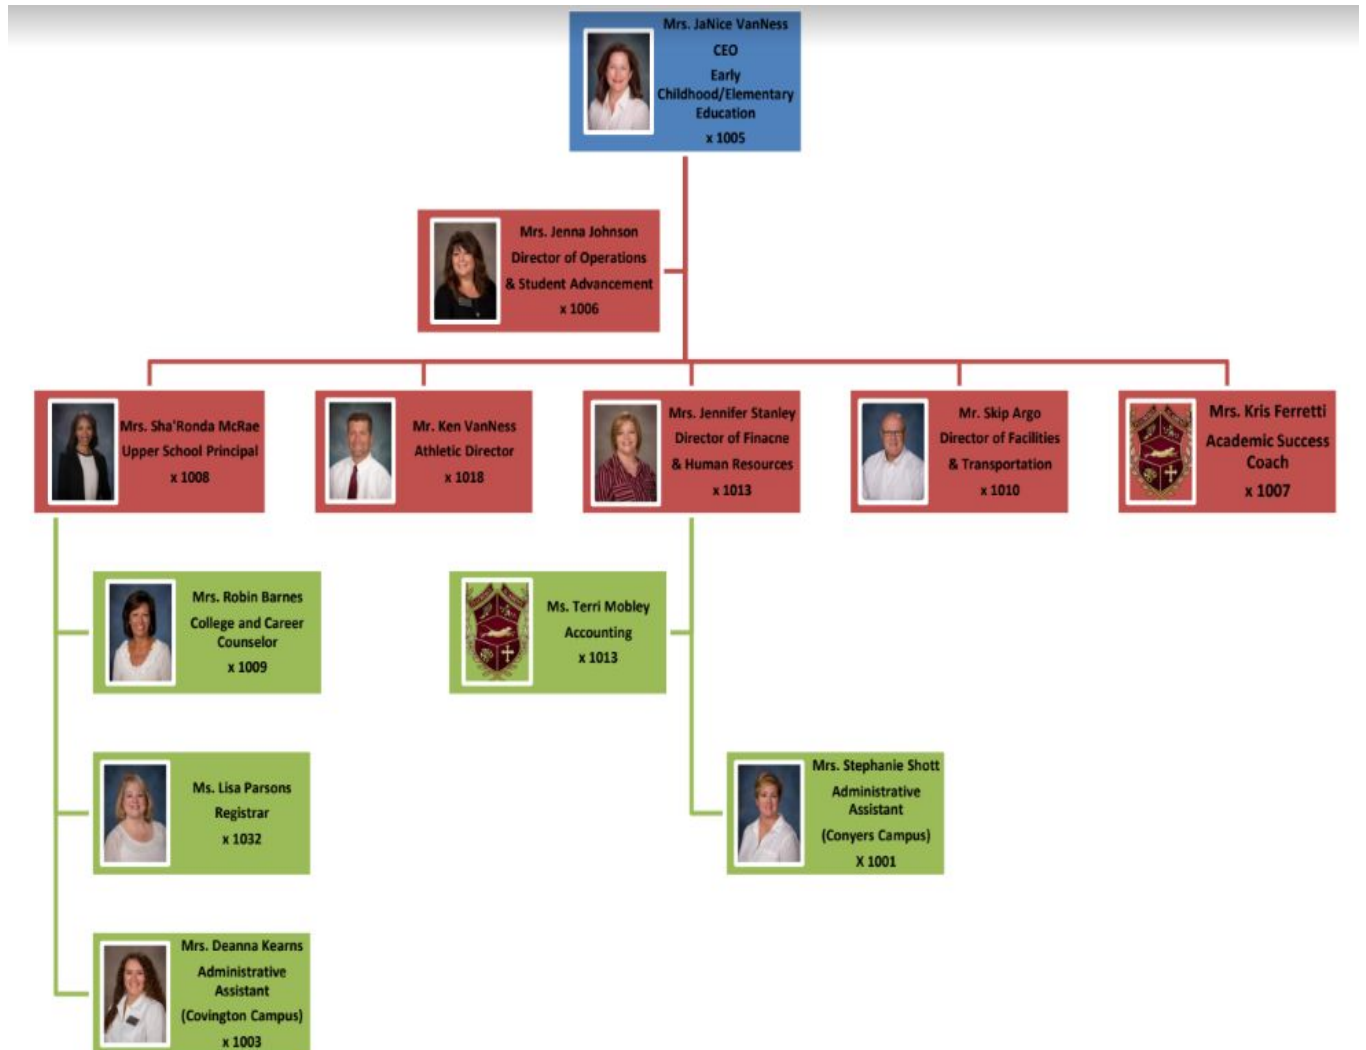 Mrs. JaNice VanNess
CEO
Early
Childhood/Elementary
Education
x 1005
Mrs. Jenna Johnson
Director of Operations
& Student Advancement
x 1006
Mrs. Sha'Ronda McRae
Upper School Principal
x 1008
Mr. Ken VanNess
Athletic Director
x 1018
Mrs. Jennifer Stanley
Director of Finacne
& Human Resources
x 1013
Mr. Skip Argo
Director of Facilities
& Transportation
x 1010
Mrs. Kris Ferretti
Academic Success
Coach
x 1007
Mrs. Robin Barnes
College and Career
Counselor
x 1009
Ms. Terri Mobley
Accounting
x 1013
Ms. Lisa Parsons
Registrar
x 1032
Mrs. Stephanie Shott
Administrative
Assistant
(Conyers Campus)
X 1001
Mrs. Deanna Kearns
Administrative
Assistant
(Covington Campus)
x 1003